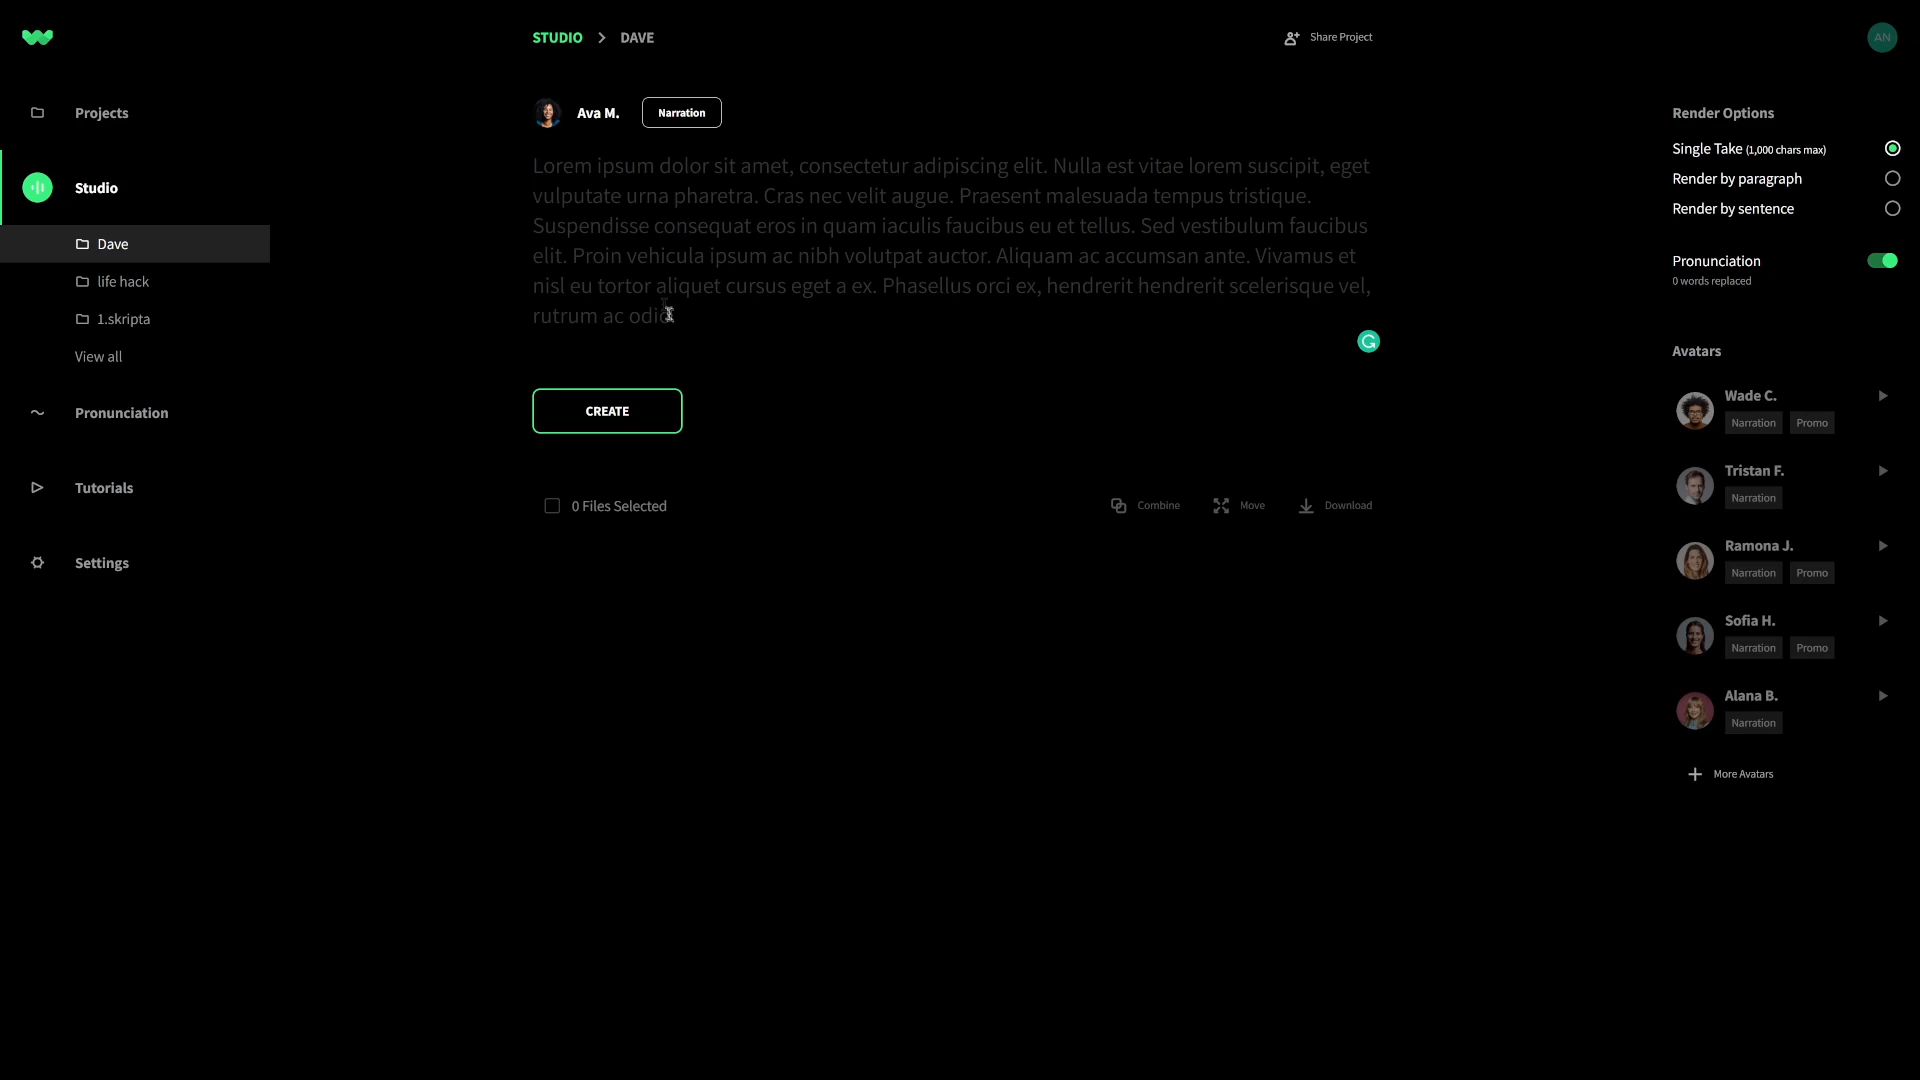 STUDIO > DAVE
Share Project
AN
Projects
Studio
Dave
life hack
1.skripta
View all
Pronunciation
Tutorials
Settings
Ava M.
Narration
Lorem ipsum dolor sit amet, consectetur adipiscing elit. Nulla est vitae lorem suscipit, eget
vulputate urna pharetra. Cras nec velit augue. Praesent malesuada tempus tristique.
Suspendisse consequat eros in quam iaculis faucibus eu et tellus. Sed vestibulum faucibus
elit. Proin vehicula ipsum ac nibh volutpat auctor. Aliquam ac accumsan ante. Vivamus et
nisl eu tortor aliquet cursus eget a ex. Phasellus orci ex, hendrerit hendrerit scelerisque vel,
rutrum ac odio
CREATE
0 Files Selected
Combine
Move
Download
Render Options
Single Take (1,000 chars max)
Render by paragraph
Render by sentence
Pronunciation
0 words replaced
Avatars
Wade C.
Narration Promo
Tristan F.
Narration
Ramona J.
Narration Promo
Sofia H.
Narration Promo
Alana B.
Narration
More Avatars